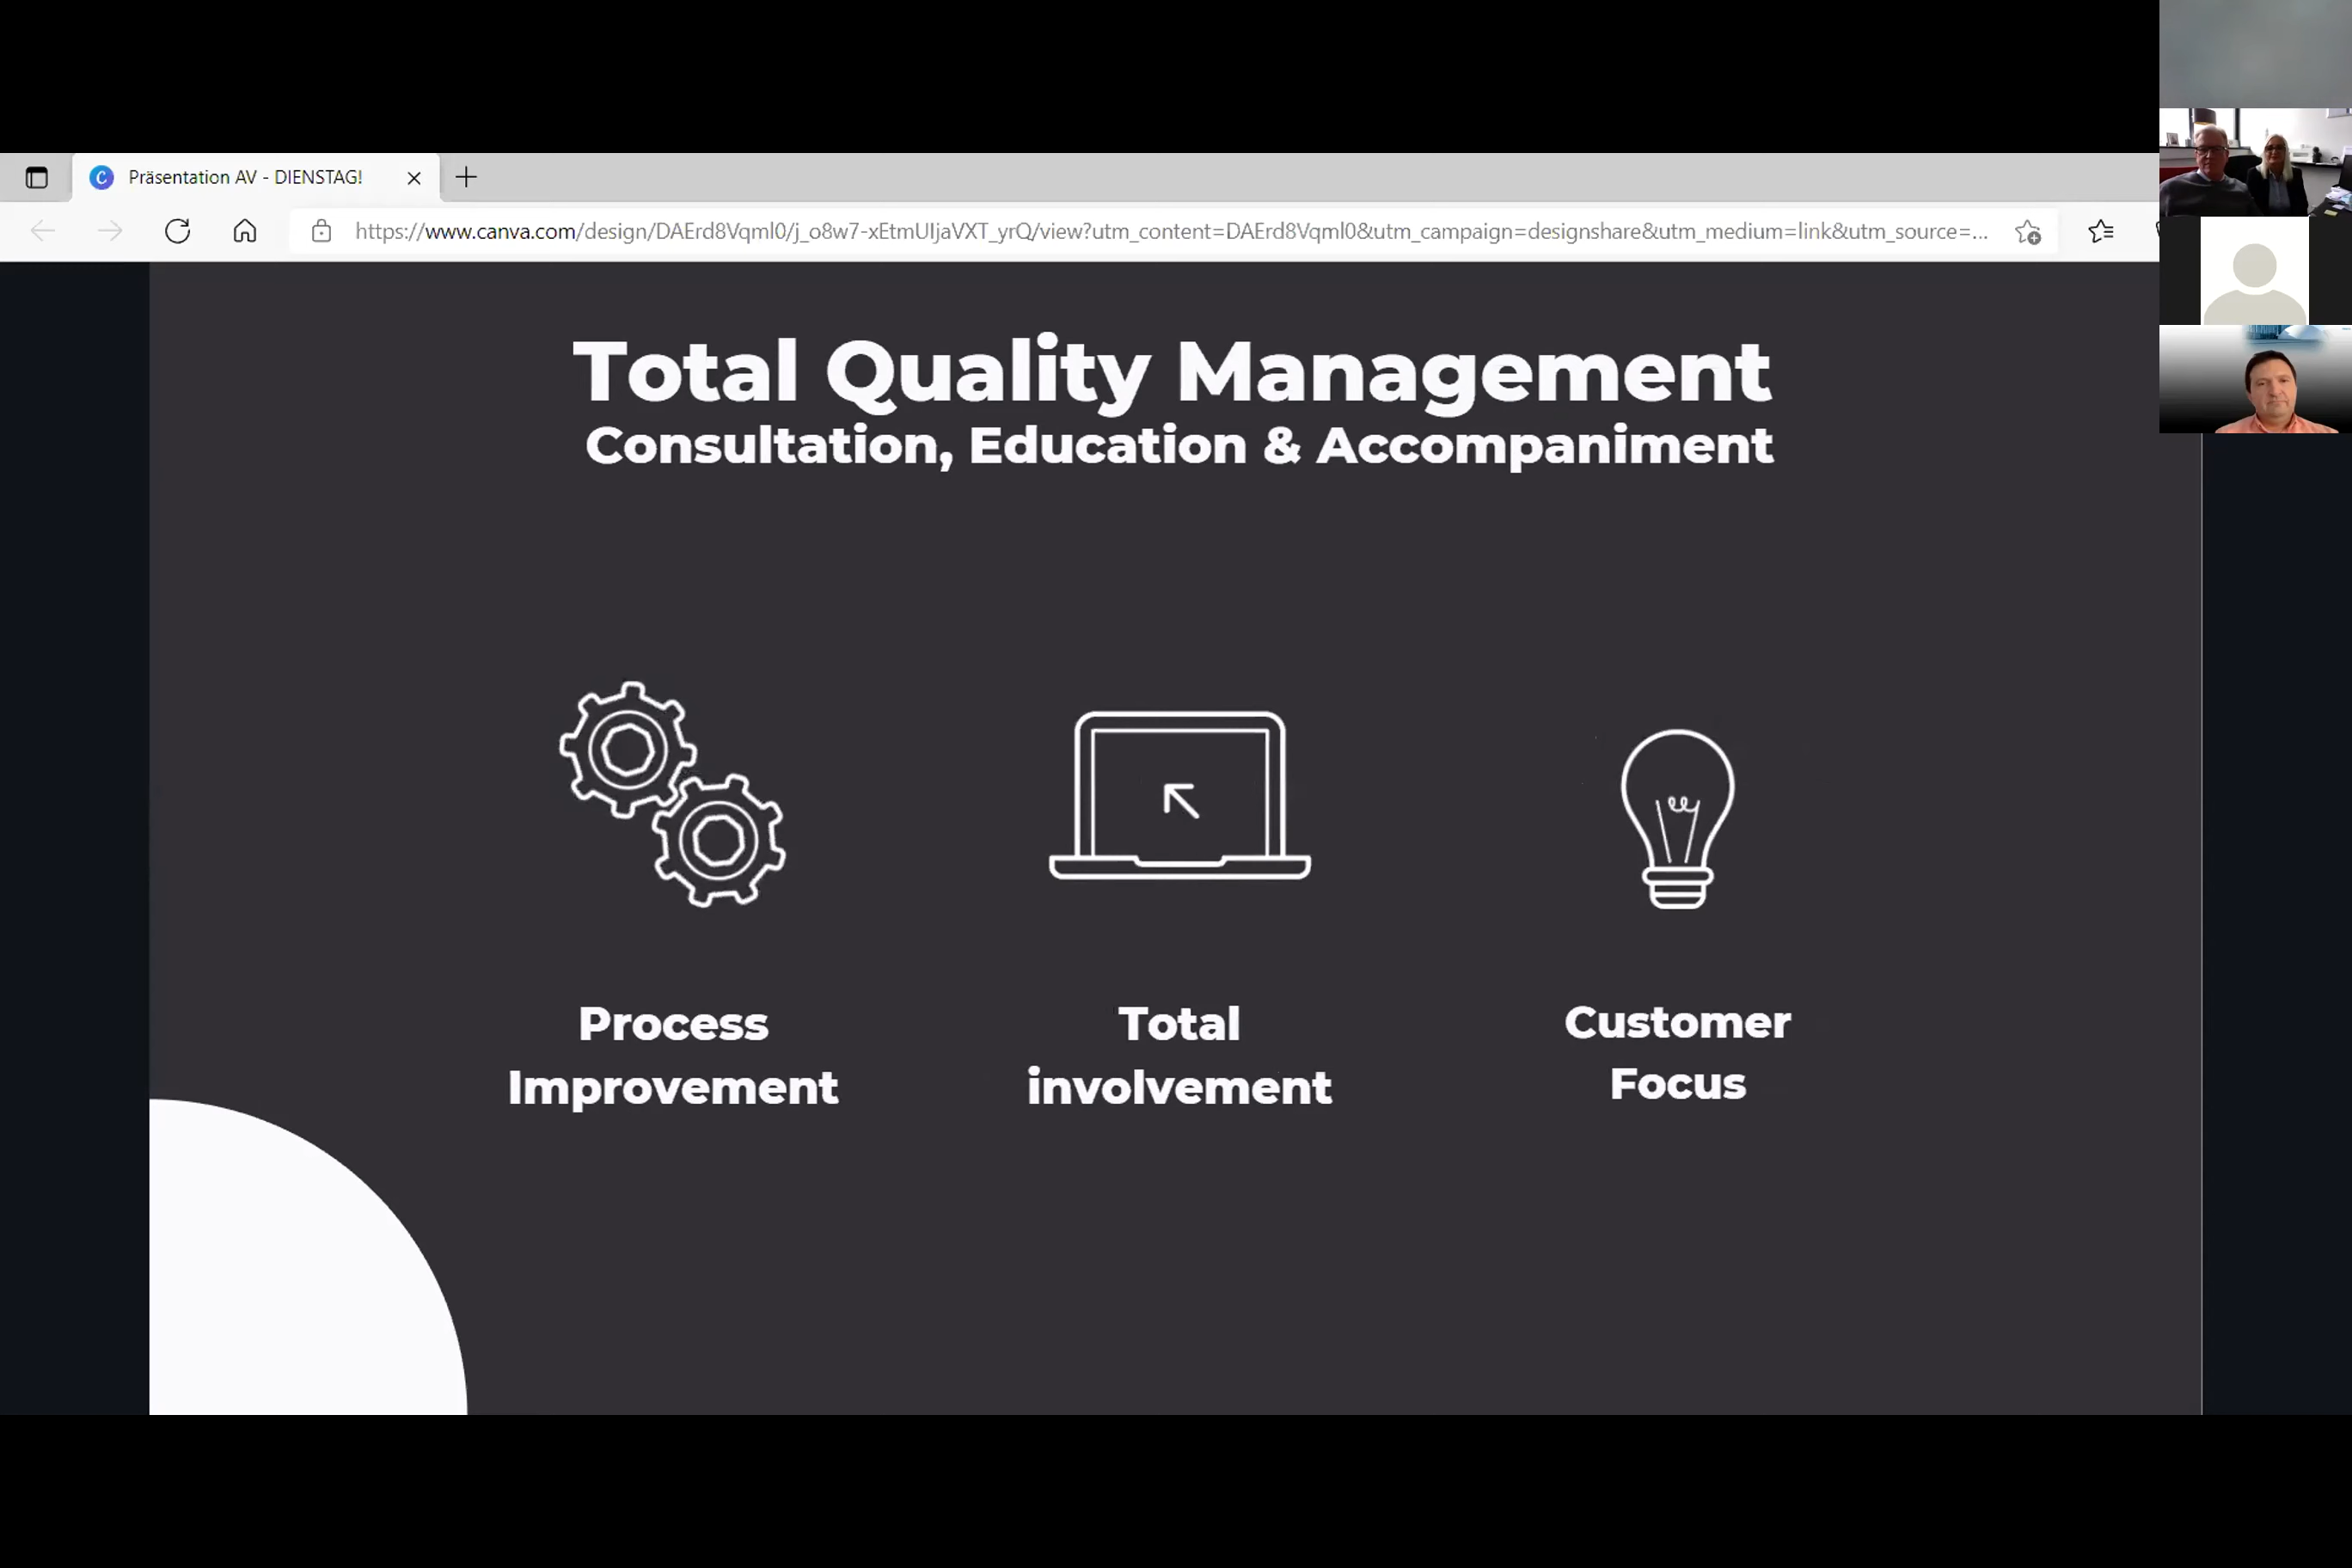 Präsentation AV - DIENSTAG!
https://www.canva.com/design/DAErd8Vqml0/j_o8w7-xEtmUIjaVXT_yrQ/view?utm_content=DAErd8Vqml0&utm_campaign=designshare&utm_medium=link&utm_source=...
Total Quality Management
Consultation, Education & Accompaniment
Process
Improvement
Total
involvement
Customer
Focus